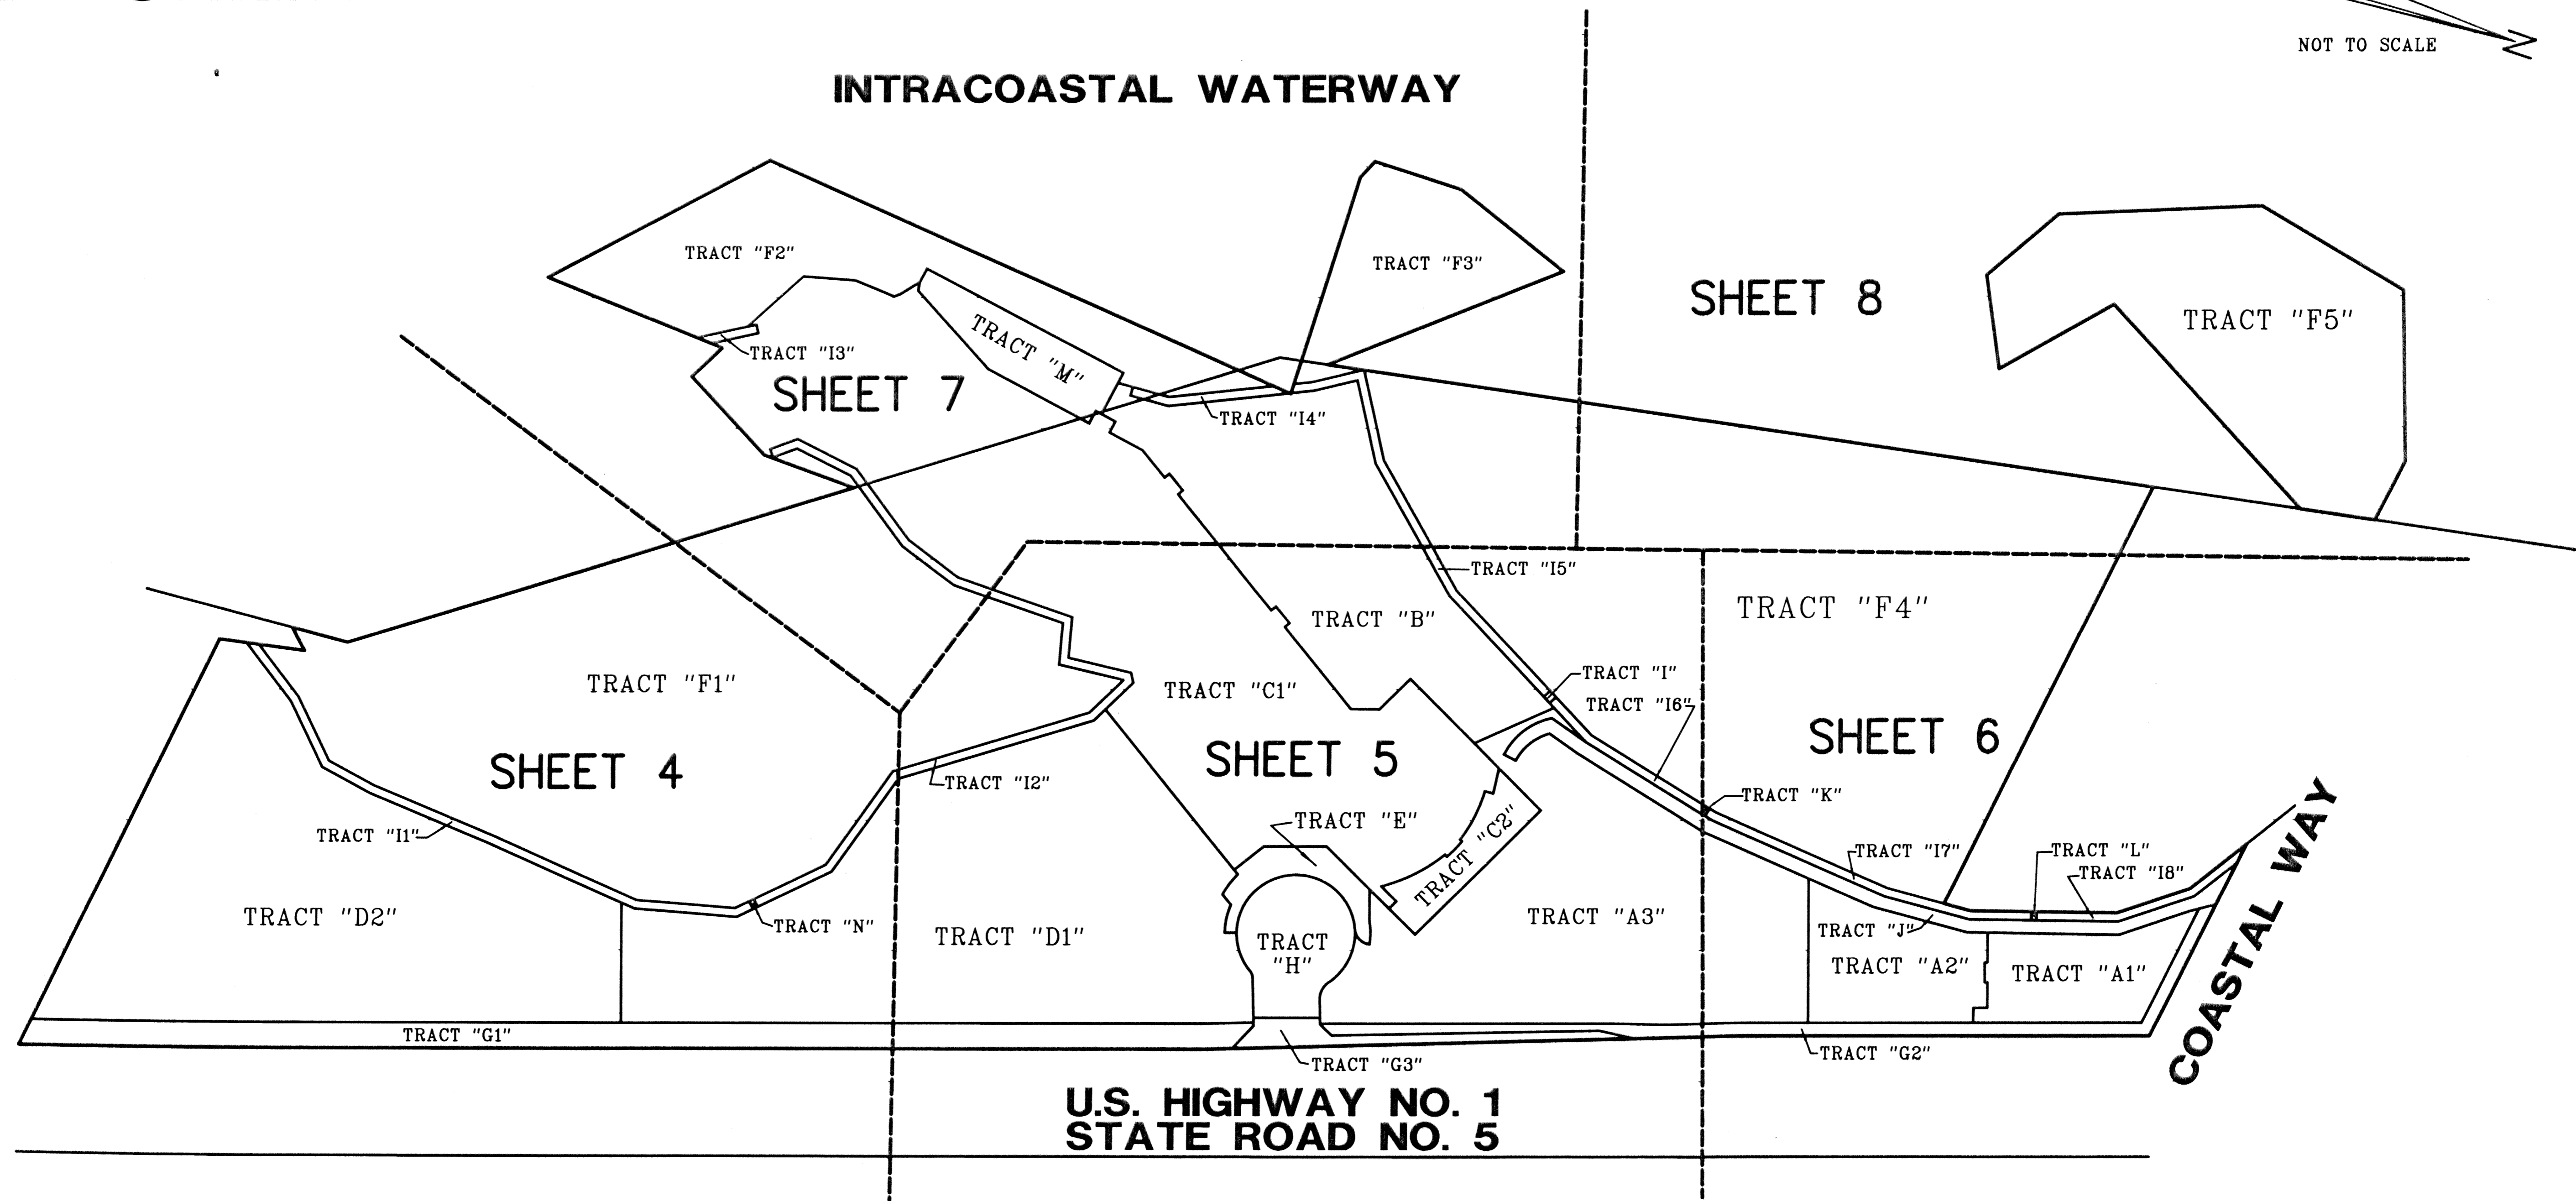 NOT TO SCALE
N
INTRACOASTAL WATERWAY
TRACT "F2"
TRACT "F3"
SHEET 8
TRACT "F5"
TRACT "M"
TRACT "I3"
SHEET 7
TRACT "I4"
TRACT "I5"
TRACT "F4"
TRACT "B"
TRACT "F1"
TRACT "C1"
TRACT "I"
TRACT "I6"
SHEET 4
SHEET 5
SHEET 6
TRACT "I2"
TRACT "K"
TRACT "I1"
TRACT "E"
TRACT "C2"
TRACT "I7"
TRACT "L"
TRACT "I8"
TRACT "D2"
TRACT "N"
TRACT "D1"
TRACT
"H"
TRACT "A3"
TRACT "J"
TRACT "A2"
TRACT "A1"
COASTAL WAY
TRACT "G1"
TRACT "G3"
TRACT "G2"
U.S. HIGHWAY NO. 1
STATE ROAD NO. 5